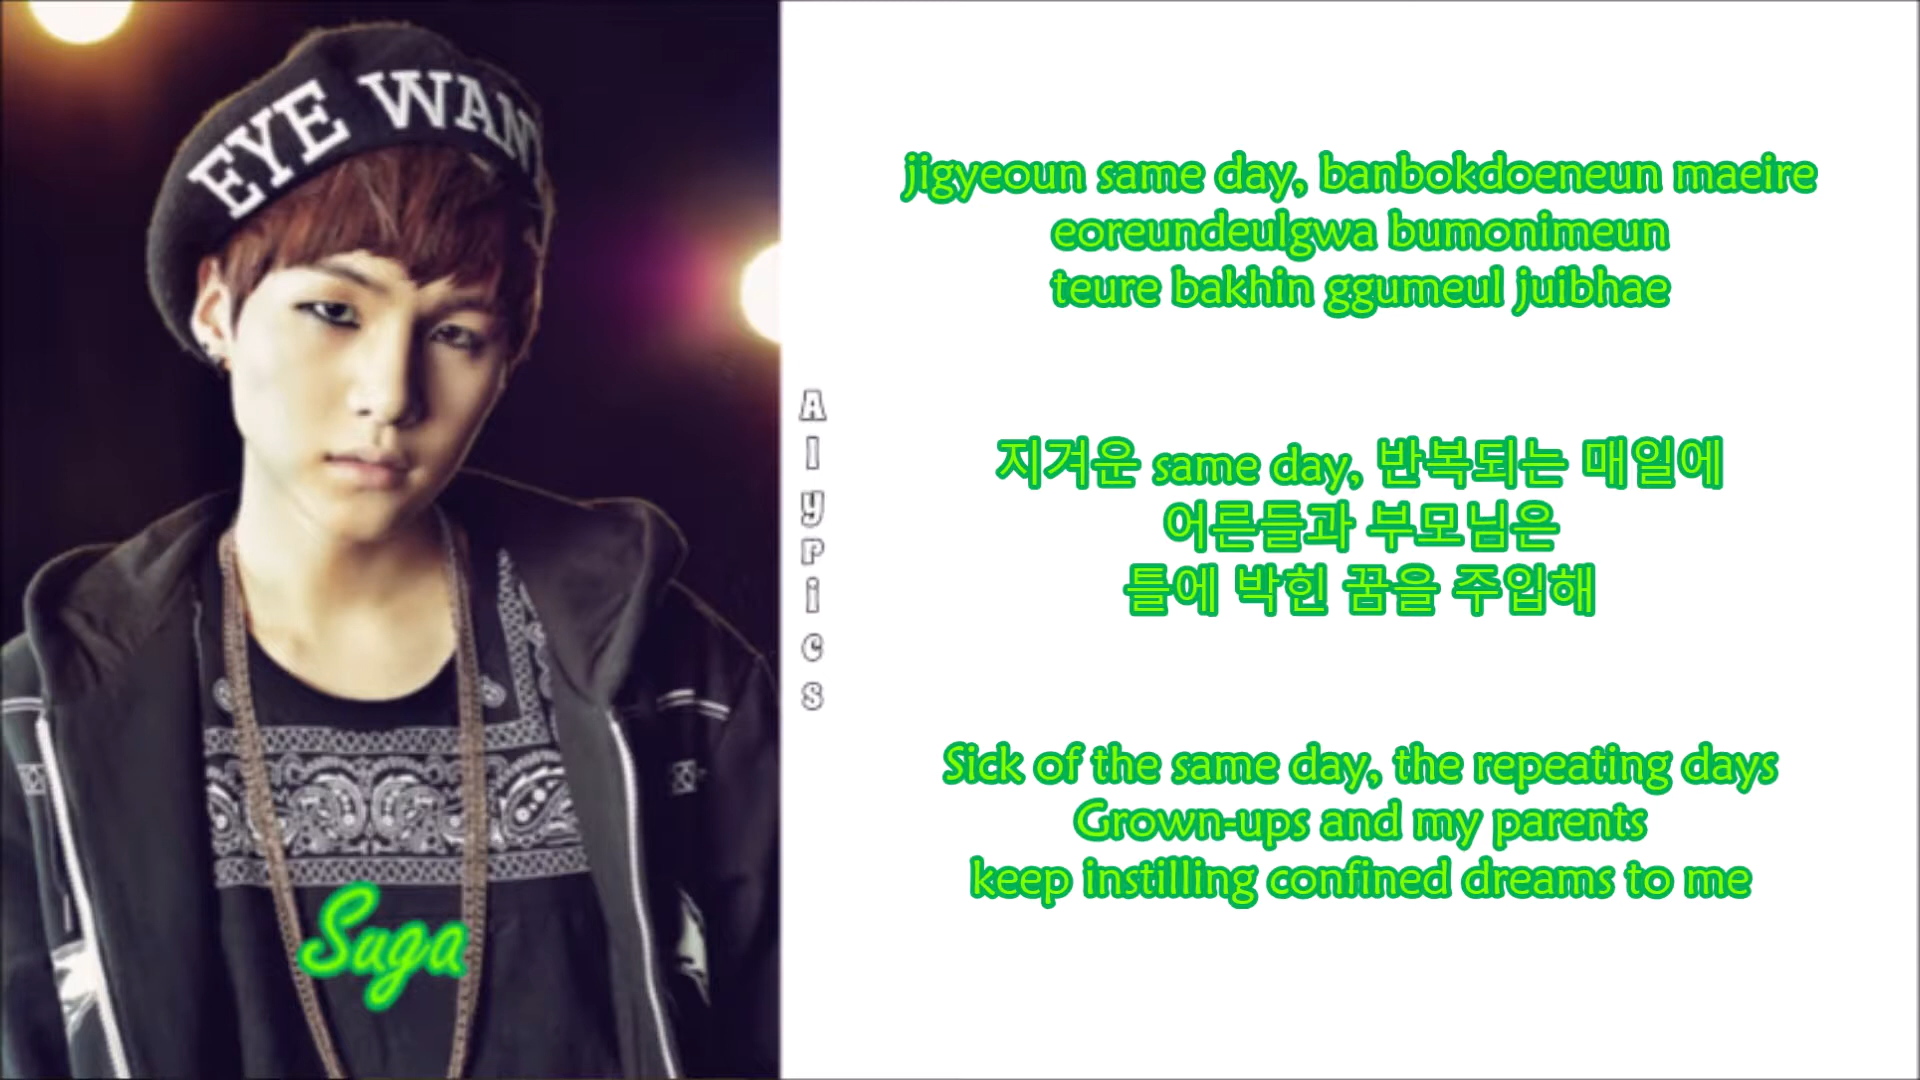 EYE WAN
Suga
Alypics
jigyeoun same day, banbokdoeneun maeire
eoreundeulgwa bumonimeun
teure bakhin ggumeul juibhae
지겨운 same day, 반복되는 매일에
어른들과 부모님은
틀에 박힌 꿈을 주입해
Sick of the same day, the repeating days
Grown-ups and my parents
keep instilling confined dreams to me